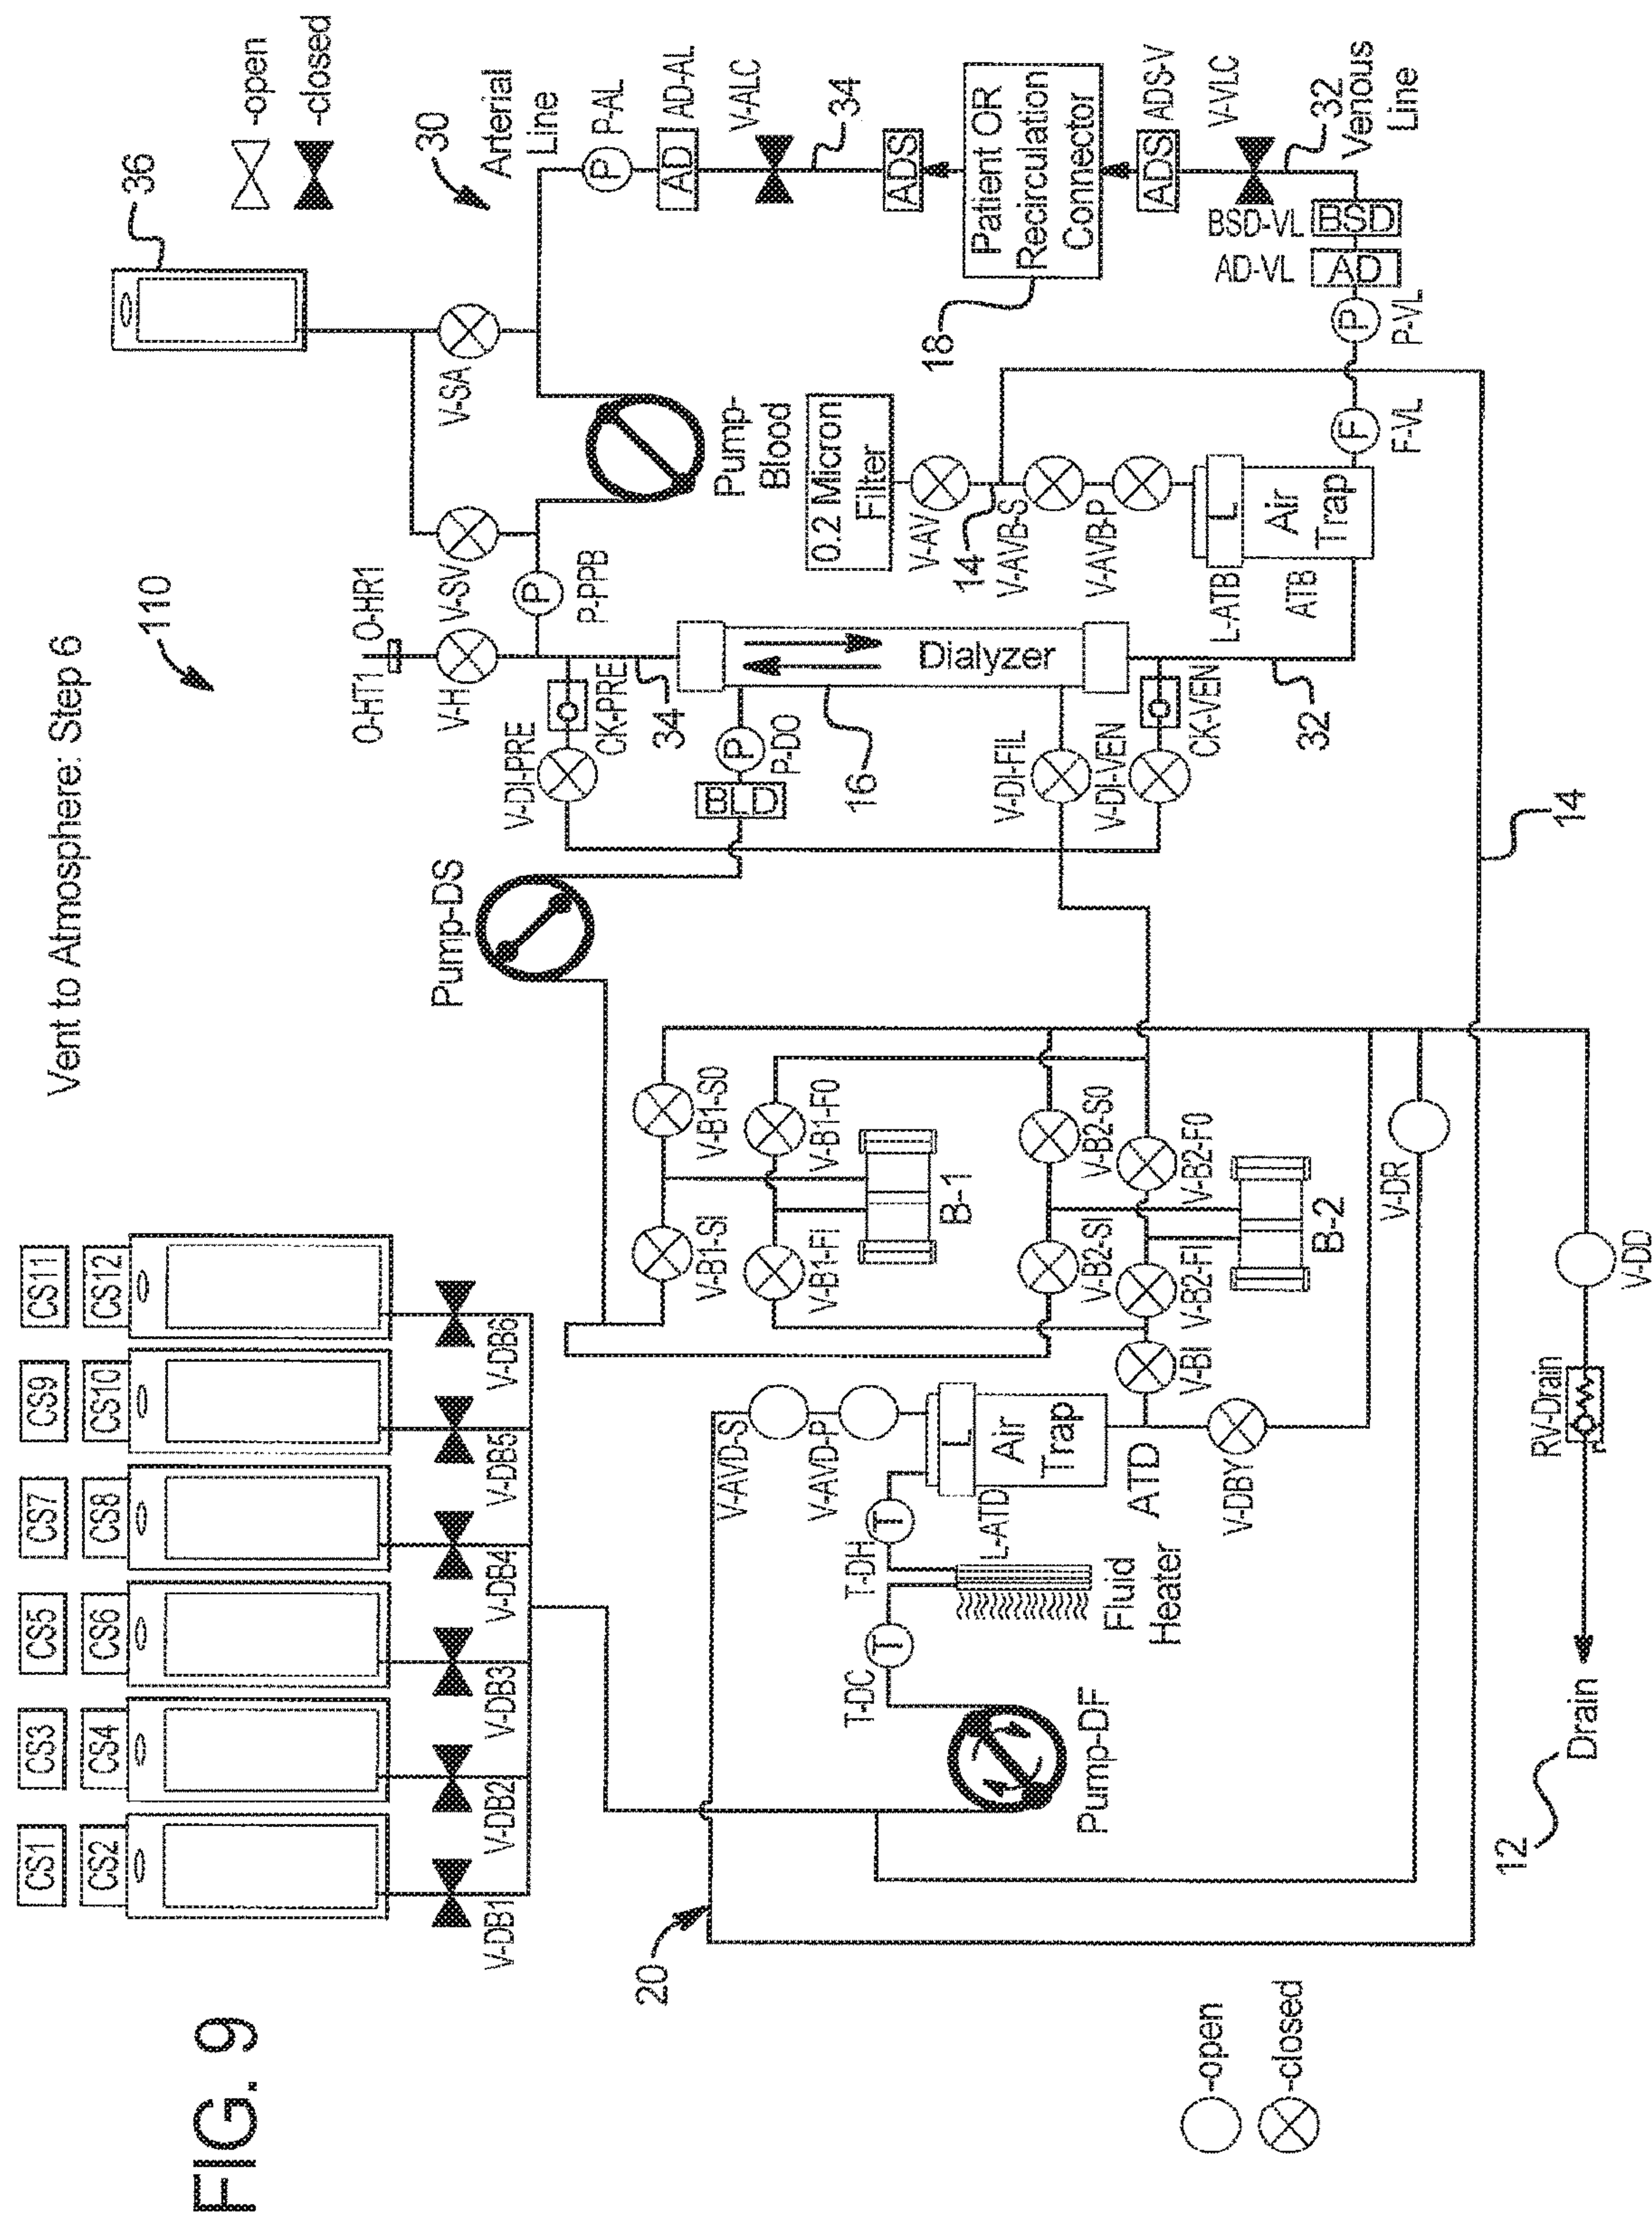 FIG. 9
Vent to Atmosphere: Step 6
110
CS1
CS2
CS3
CS4
CS5
CS6
CS7
CS8
CS9
CS10
CS11
CS12
V-DB1
V-DB2
V-DB3
V-DB4
V-DB5
V-DB6
36
-open
-closed
30
Arterial
Line
P
P-AL
AD
AD-AL
V-ALC
34
ADS
Patient OR
Recirculation
Connector
18
ADS
ADS-V
V-VLC
32
Venous
Line
BSD-VL
BSD
AD-VL
AD
P
P-VL
F
F-VL
V-SA
V-SV
Pump-
Blood
O-HT1
O-HR1
V-H
P
P-PPB
V-DI-PRE
CK-PRE
34
0.2 Micron
Filter
V-AV
14
V-AVB-S
V-AVB-P
L-ATB
L
Air
Trap
ATB
Dialyzer
16
P
P-DO
BLD
V-DI-FIL
V-DI-VEN
CK-VEN
32
14
Pump-DS
V-B1-SI
V-B1-S0
V-B1-FI
V-B1-F0
B-1
V-B2-SI
V-B2-S0
V-B2-FI
V-B2-F0
B-2
V-BI
V-DR
V-DD
RV-Drain
r
Drain
12
V-DBY
V-AVD-S
V-AVD-P
L
Air
Trap
ATD
L-ATD
T
T-DH
T
T-DC
Fluid
Heater
Pump-DF
20
-open
-closed